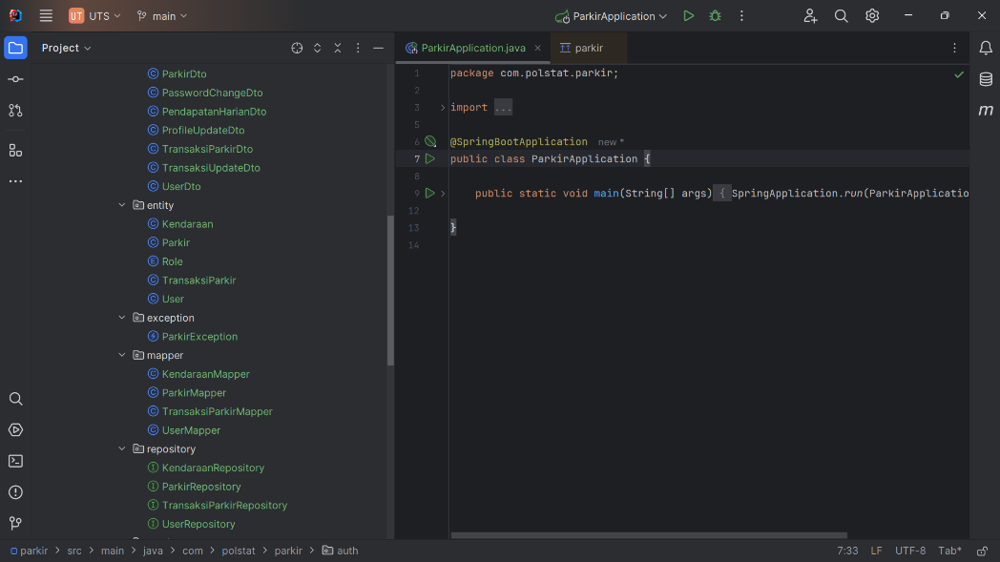 UT UTS main ParkirApplication
Project
ParkirApplication.java parkir
ParkirDto
PasswordChangeDto
PendapatanHarianDto
ProfileUpdateDto
TransaksiParkirDto
TransaksiUpdateDto
UserDto
entity
C Kendaraan
C Parkir
E Role
C TransaksiParkir
C User
exception
ParkirException
mapper
C KendaraanMapper
C ParkirMapper
C TransaksiParkirMapper
C UserMapper
repository
I KendaraanRepository
I ParkirRepository
I TransaksiParkirRepository
I UserRepository
1 package com.polstat.parkir;
2
3 import ...
5
6 @SpringBootApplication new *
7 public class ParkirApplication {
8
9 public static void main(String[] args) { SpringApplication.run(ParkirApplicatio
12
13 }
14
m
parkir > src > main > java > com > polstat > parkir > auth
7:33 LF UTF-8 Tab*